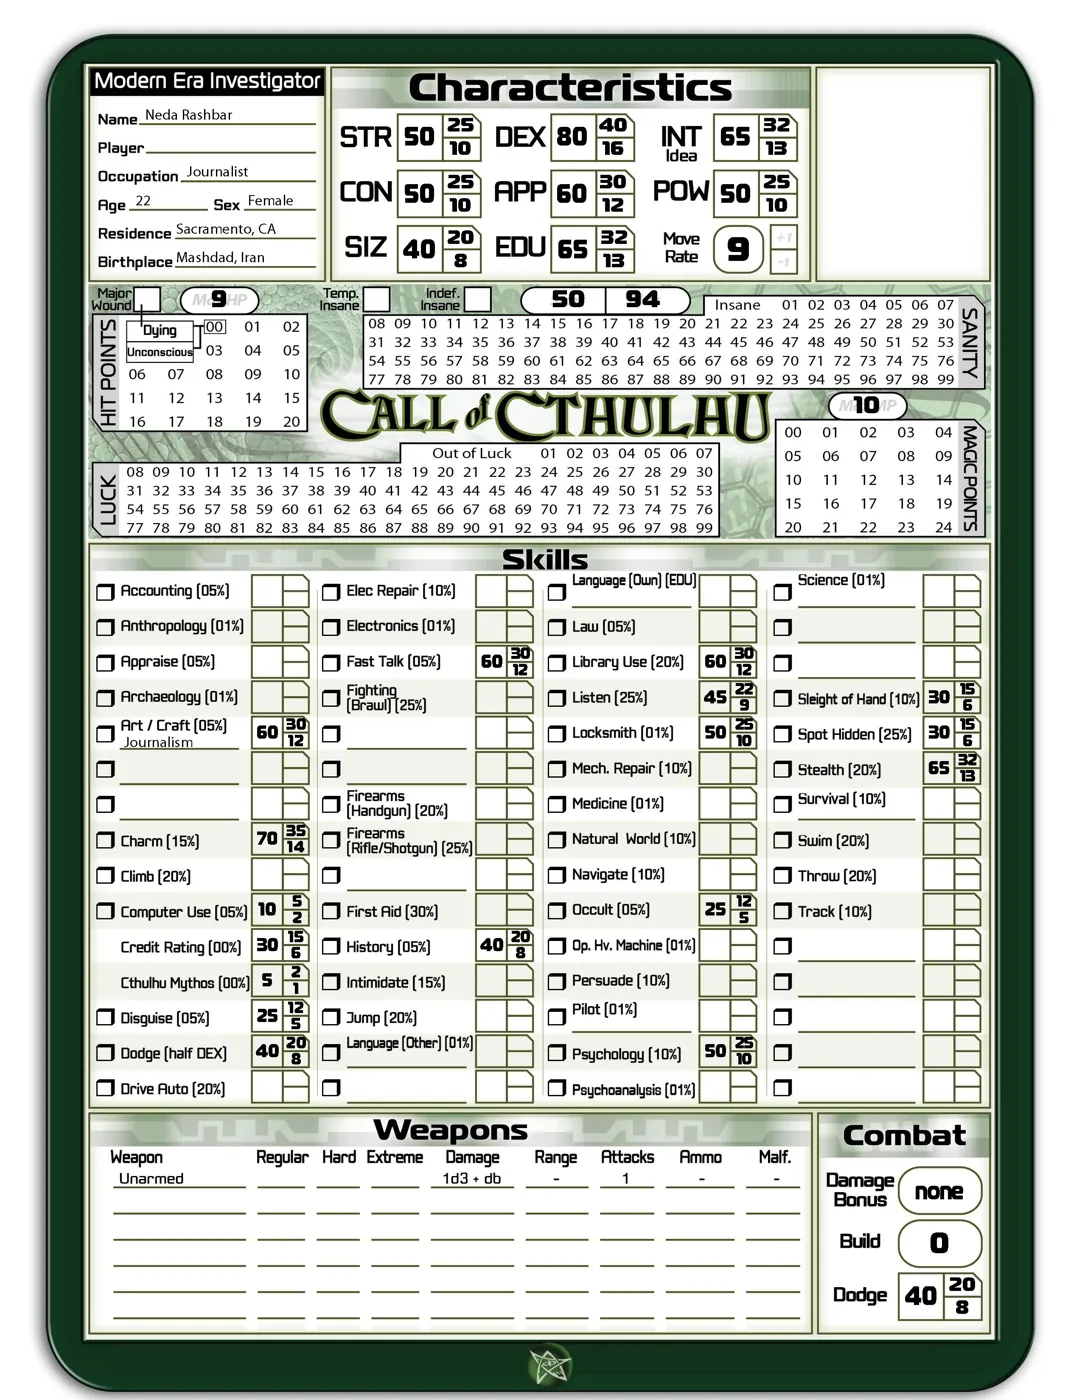 Modern Era Investigator
Name Neda Rashbar
Player
Occupation Journalist
Age 22 Sex Female
Residence Sacramento, CA
Birthplace Mashdad, Iran
Characteristics
STR 50 25 10 DEX 80 40 16 INT Idea 65 32 13
CON 50 25 10 APP 60 30 12 POW 50 25 10
SIZ 40 20 8 EDU 65 32 13 Move Rate 9 +1 -1
Major Wound 9
HIT POINTS
Dying 00 01 02
Unconscious 03 04 05
06 07 08 09 10
11 12 13 14 15
16 17 18 19 20
Temp. Insane Indef. Insane 50 94
Insane 01 02 03 04 05 06 07
08 09 10 11 12 13 14 15 16 17 18 19 20 21 22 23 24 25 26 27 28 29 30
31 32 33 34 35 36 37 38 39 40 41 42 43 44 45 46 47 48 49 50 51 52 53
54 55 56 57 58 59 60 61 62 63 64 65 66 67 68 69 70 71 72 73 74 75 76
77 78 79 80 81 82 83 84 85 86 87 88 89 90 91 92 93 94 95 96 97 98 99
SANITY
CALL of CTHULHU
10
00 01 02 03 04
05 06 07 08 09
10 11 12 13 14
15 16 17 18 19
20 21 22 23 24
MAGIC POINTS
LUCK
Out of Luck 01 02 03 04 05 06 07
08 09 10 11 12 13 14 15 16 17 18 19 20 21 22 23 24 25 26 27 28 29 30
31 32 33 34 35 36 37 38 39 40 41 42 43 44 45 46 47 48 49 50 51 52 53
54 55 56 57 58 59 60 61 62 63 64 65 66 67 68 69 70 71 72 73 74 75 76
77 78 79 80 81 82 83 84 85 86 87 88 89 90 91 92 93 94 95 96 97 98 99
Skills
Accounting (05%)
Anthropology (01%)
Appraise (05%)
Archaeology (01%)
Art / Craft (05%) 60 30 12
Journalism
Charm (15%) 70 35 14
Climb (20%)
Computer Use (05%) 10 5 2
Credit Rating (00%) 30 15 6
Cthulhu Mythos (00%) 5 2 1
Disguise (05%) 25 12 5
Dodge (half DEX) 40 20 8
Drive Auto (20%)
Elec Repair (10%)
Electronics (01%)
Fast Talk (05%) 60 30 12
Fighting
(Brawl) (25%)
Firearms
(Handgun) (20%)
Firearms
(Rifle/Shotgun) (25%)
First Aid (30%)
History (05%) 40 20 8
Intimidate (15%)
Jump (20%)
Language (Other) (01%)
Language (Own) (EDU)
Law (05%)
Library Use (20%) 60 30 12
Listen (25%) 45 22 9
Locksmith (01%) 50 25 10
Mech. Repair (10%)
Medicine (01%)
Natural World (10%)
Navigate (10%)
Occult (05%) 25 12 5
Op. Hv. Machine (01%)
Persuade (10%)
Pilot (01%)
Psychology (10%) 50 25 10
Psychoanalysis (01%)
Science (01%)
Sleight of Hand (10%) 30 15 6
Spot Hidden (25%) 30 15 6
Stealth (20%) 65 32 13
Survival (10%)
Swim (20%)
Throw (20%)
Track (10%)
Weapons
Weapon Regular Hard Extreme Damage Range Attacks Ammo Malf.
Unarmed 1d3 + db - 1 - -
Combat
Damage Bonus none
Build 0
Dodge 40 20 8